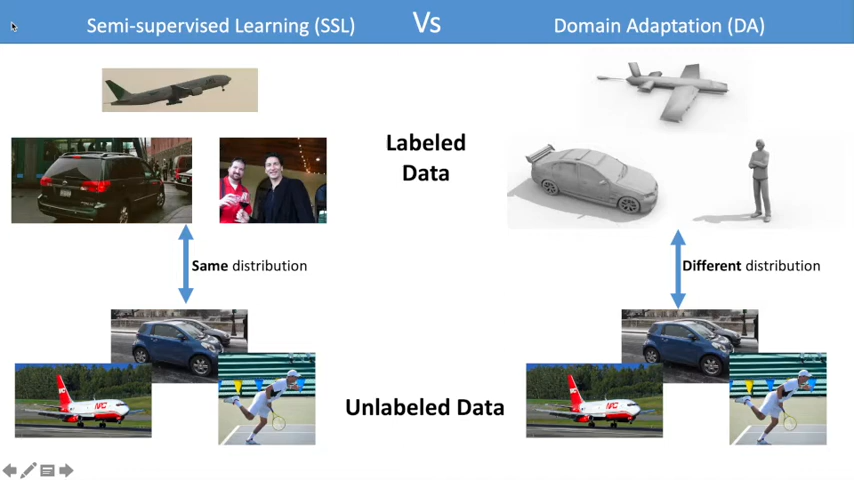 Semi-supervised Learning (SSL)
Vs
Domain Adaptation (DA)
Labeled
Data
Same distribution
Different distribution
Unlabeled Data